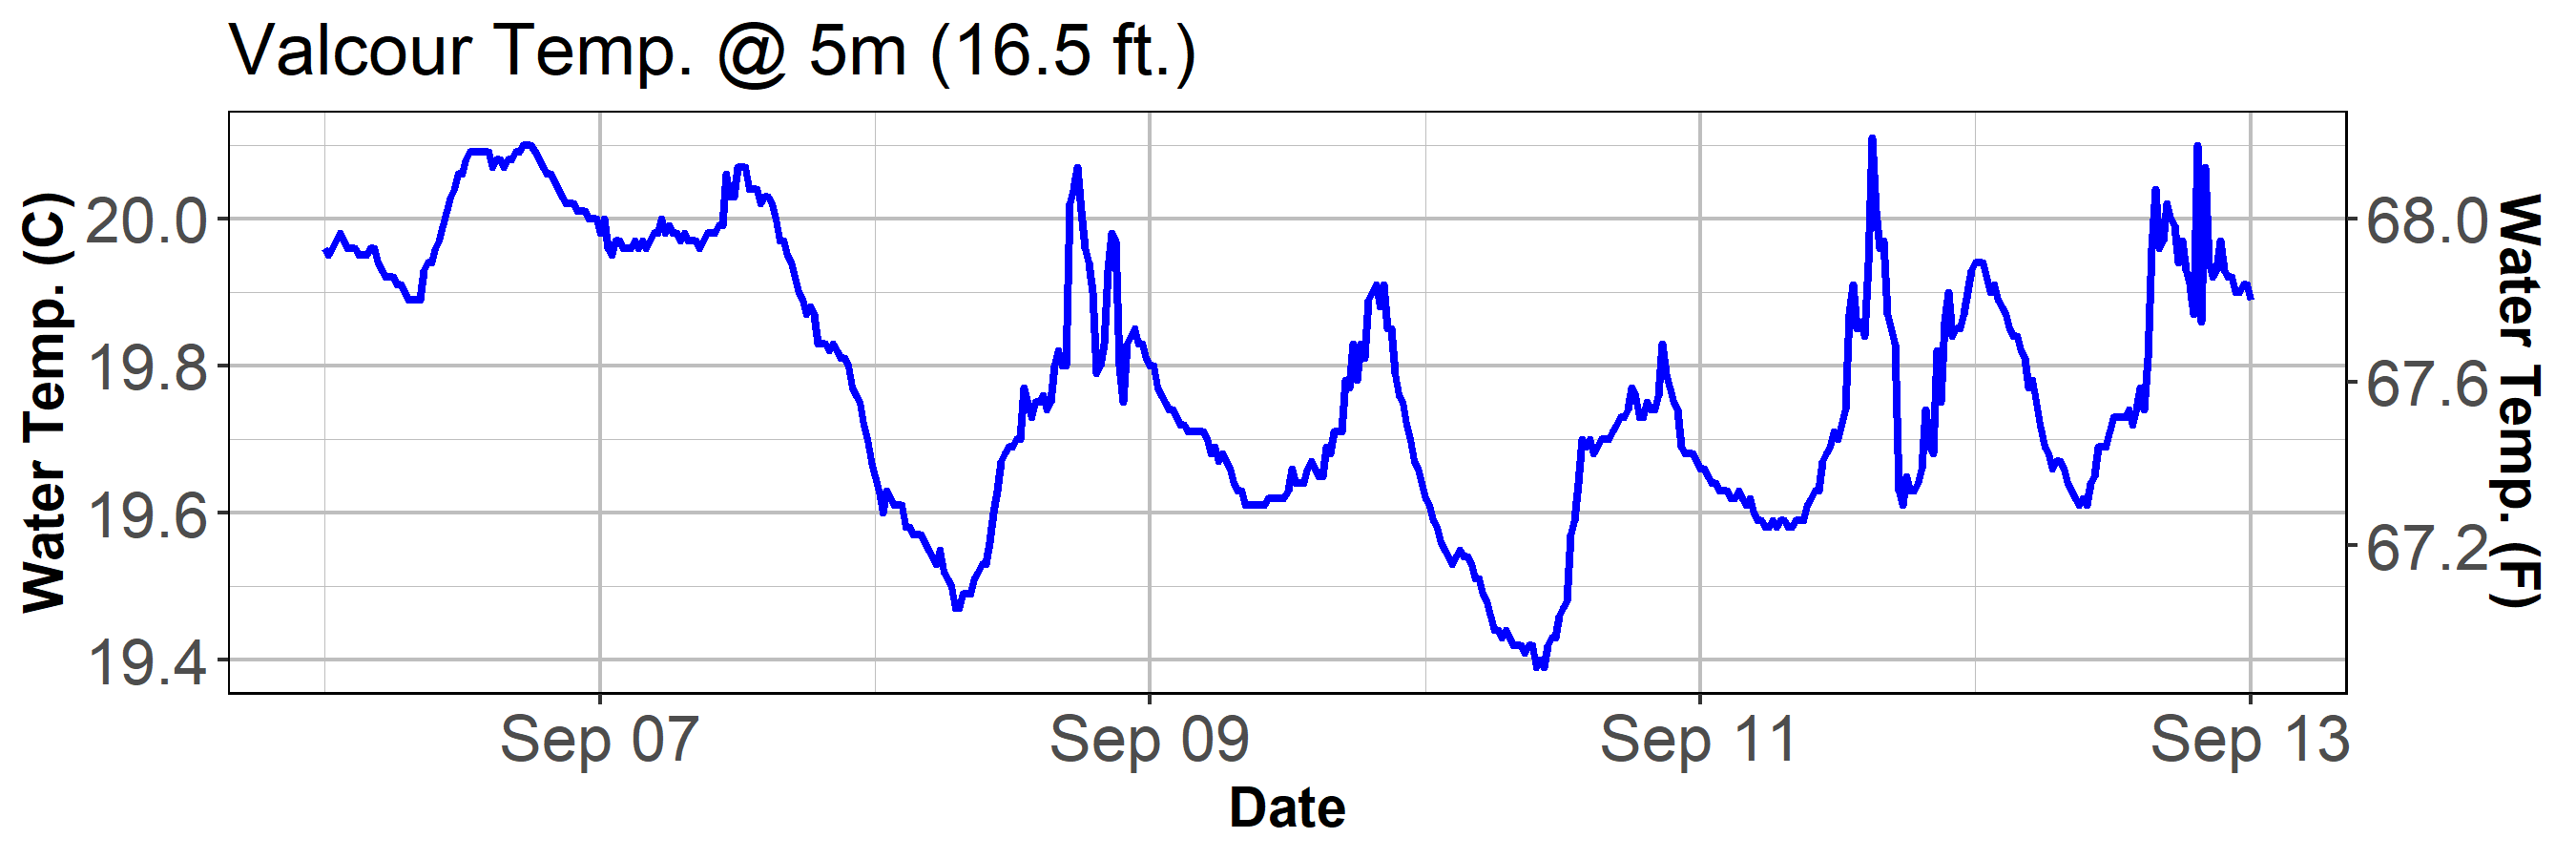 Valcour Temp. @ 5m (16.5 ft.)
Water Temp. (C)
20.0
19.8
19.6
19.4
68.0
67.6
67.2
Water Temp. (F)
Sep 07 Sep 09 Sep 11 Sep 13
Date